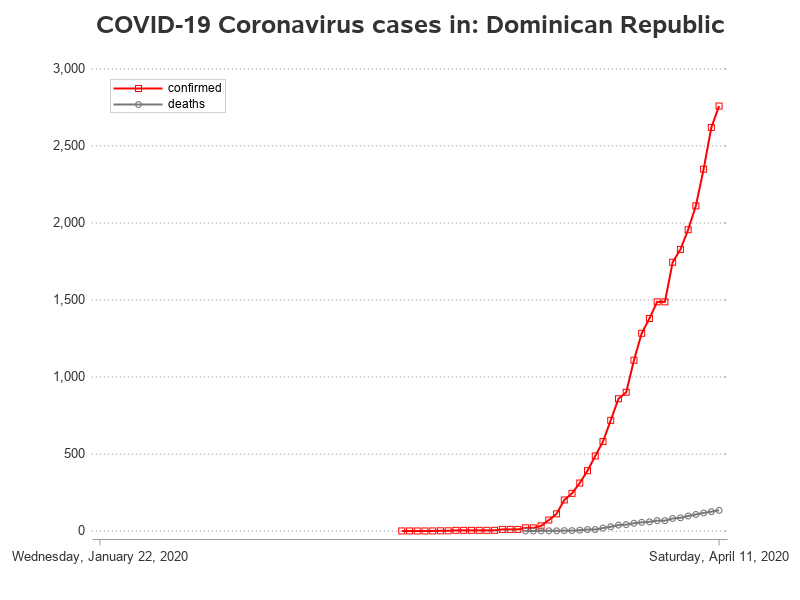 COVID-19 Coronavirus cases in: Dominican Republic
3,000
confirmed
deaths
2,500
2,000
1,500
1,000
500
0
Wednesday, January 22, 2020
Saturday, April 11, 2020